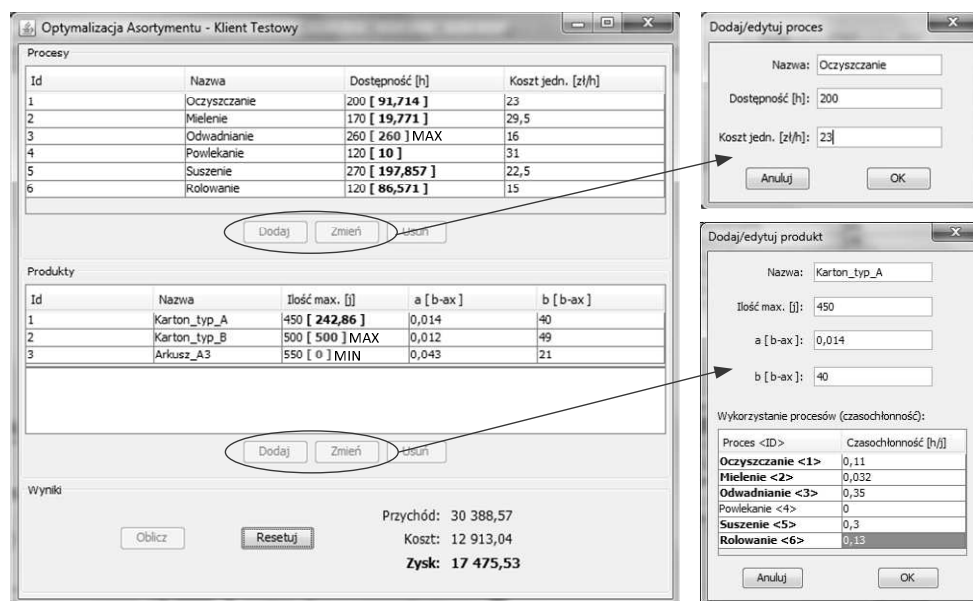 Optymalizacja Asortymentu - Klient Testowy
Procesy
Id Nazwa Dostępność [h] Koszt jedn. [zł/h]
1 Oczyszczanie 200 [ 91,714 ] 23
2 Mielenie 170 [ 19,771 ] 29,5
3 Odwadnianie 260 [ 260 ] MAX 16
4 Powlekanie 120 [ 10 ] 31
5 Suszenie 270 [ 197,857 ] 22,5
6 Rolowanie 120 [ 86,571 ] 15
Dodaj Zmień Usuń
Produkty
Id Nazwa Ilość max. [j] a [ b-ax ] b [ b-ax ]
1 Karton_typ_A 450 [ 242,86 ] 0,014 40
2 Karton_typ_B 500 [ 500 ] MAX 0,012 49
3 Arkusz_A3 550 [ 0 ] MIN 0,043 21
Dodaj Zmień Usuń
Wyniki
Oblicz Resetuj
Przychód: 30 388,57
Koszt: 12 913,04
Zysk: 17 475,53
Dodaj/edytuj proces
Nazwa: Oczyszczanie
Dostępność [h]: 200
Koszt jedn. [zł/h]: 23
Anuluj OK
Dodaj/edytuj produkt
Nazwa: Karton_typ_A
Ilość max. [j]: 450
a [ b-ax ]: 0,014
b [ b-ax ]: 40
Wykorzystanie procesów (czasochłonność):
Proces <ID> Czasochłonność [h/j]
Oczyszczanie <1> 0,11
Mielenie <2> 0,032
Odwadnianie <3> 0,35
Powlekanie <4> 0
Suszenie <5> 0,3
Rolowanie <6> 0,13
Anuluj OK